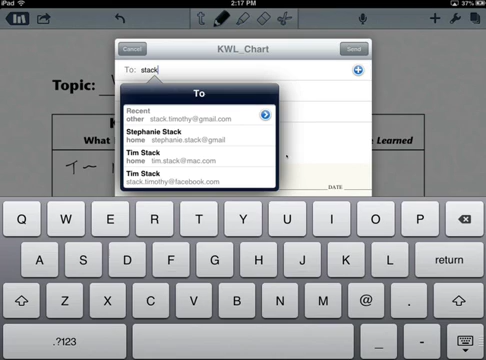 iPad 2:17 PM 37%
Cancel KWL_Chart Send
To: stack
Topic:
To
Recent
other stack.timothy@gmail.com
Stephanie Stack
home stephanie.stack@gmail
Tim Stack
home tim.stack@mac.com
Tim Stack
stack.timothy@facebook.com
What
Learned
DATE
Q W E R T Y U I O P
A S D F G H J K L return
Z X C V B N M @ .
.?123 _ -